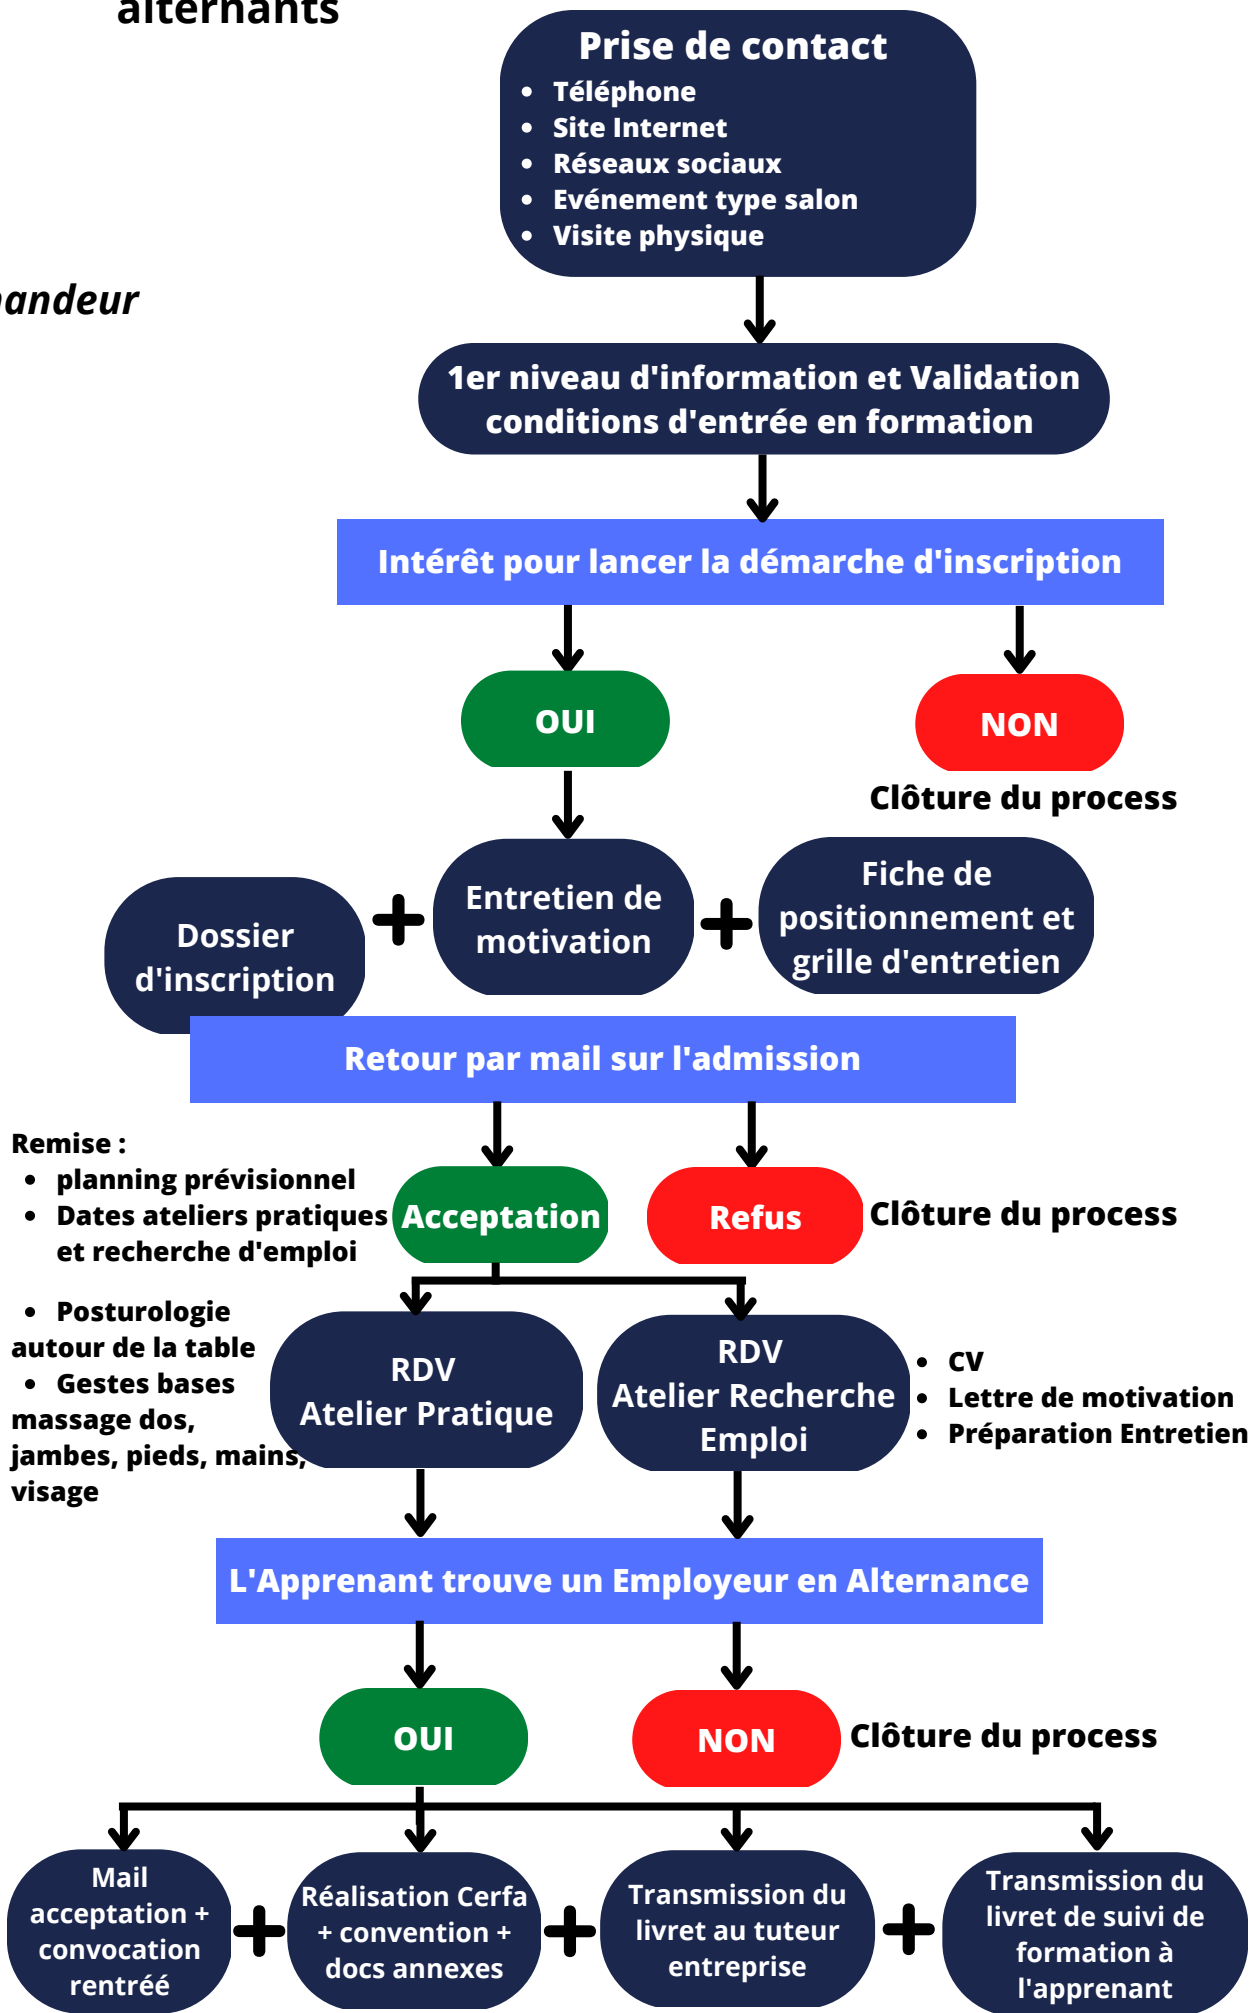 alternants
Prise de contact
• Téléphone
• Site Internet
• Réseaux sociaux
• Evénement type salon
• Visite physique
andeur
1er niveau d'information et Validation
conditions d'entrée en formation
Intérêt pour lancer la démarche d'inscription
OUI
NON
Clôture du process
Dossier
d'inscription
+
Entretien de
motivation
+
Fiche de
positionnement et
grille d'entretien
Retour par mail sur l'admission
Remise :
• planning prévisionnel
• Dates ateliers pratiques
et recherche d'emploi
Acceptation
Refus
Clôture du process
• Posturologie
autour de la table
• Gestes bases
massage dos,
jambes, pieds, mains,
visage
RDV
Atelier Pratique
RDV
Atelier Recherche
Emploi
• CV
• Lettre de motivation
• Préparation Entretien
L'Apprenant trouve un Employeur en Alternance
OUI
NON
Clôture du process
Mail
acceptation +
convocation
rentréé
+
Réalisation Cerfa
+ convention +
docs annexes
+
Transmission du
livret au tuteur
entreprise
+
Transmission du
livret de suivi de
formation à
l'apprenant